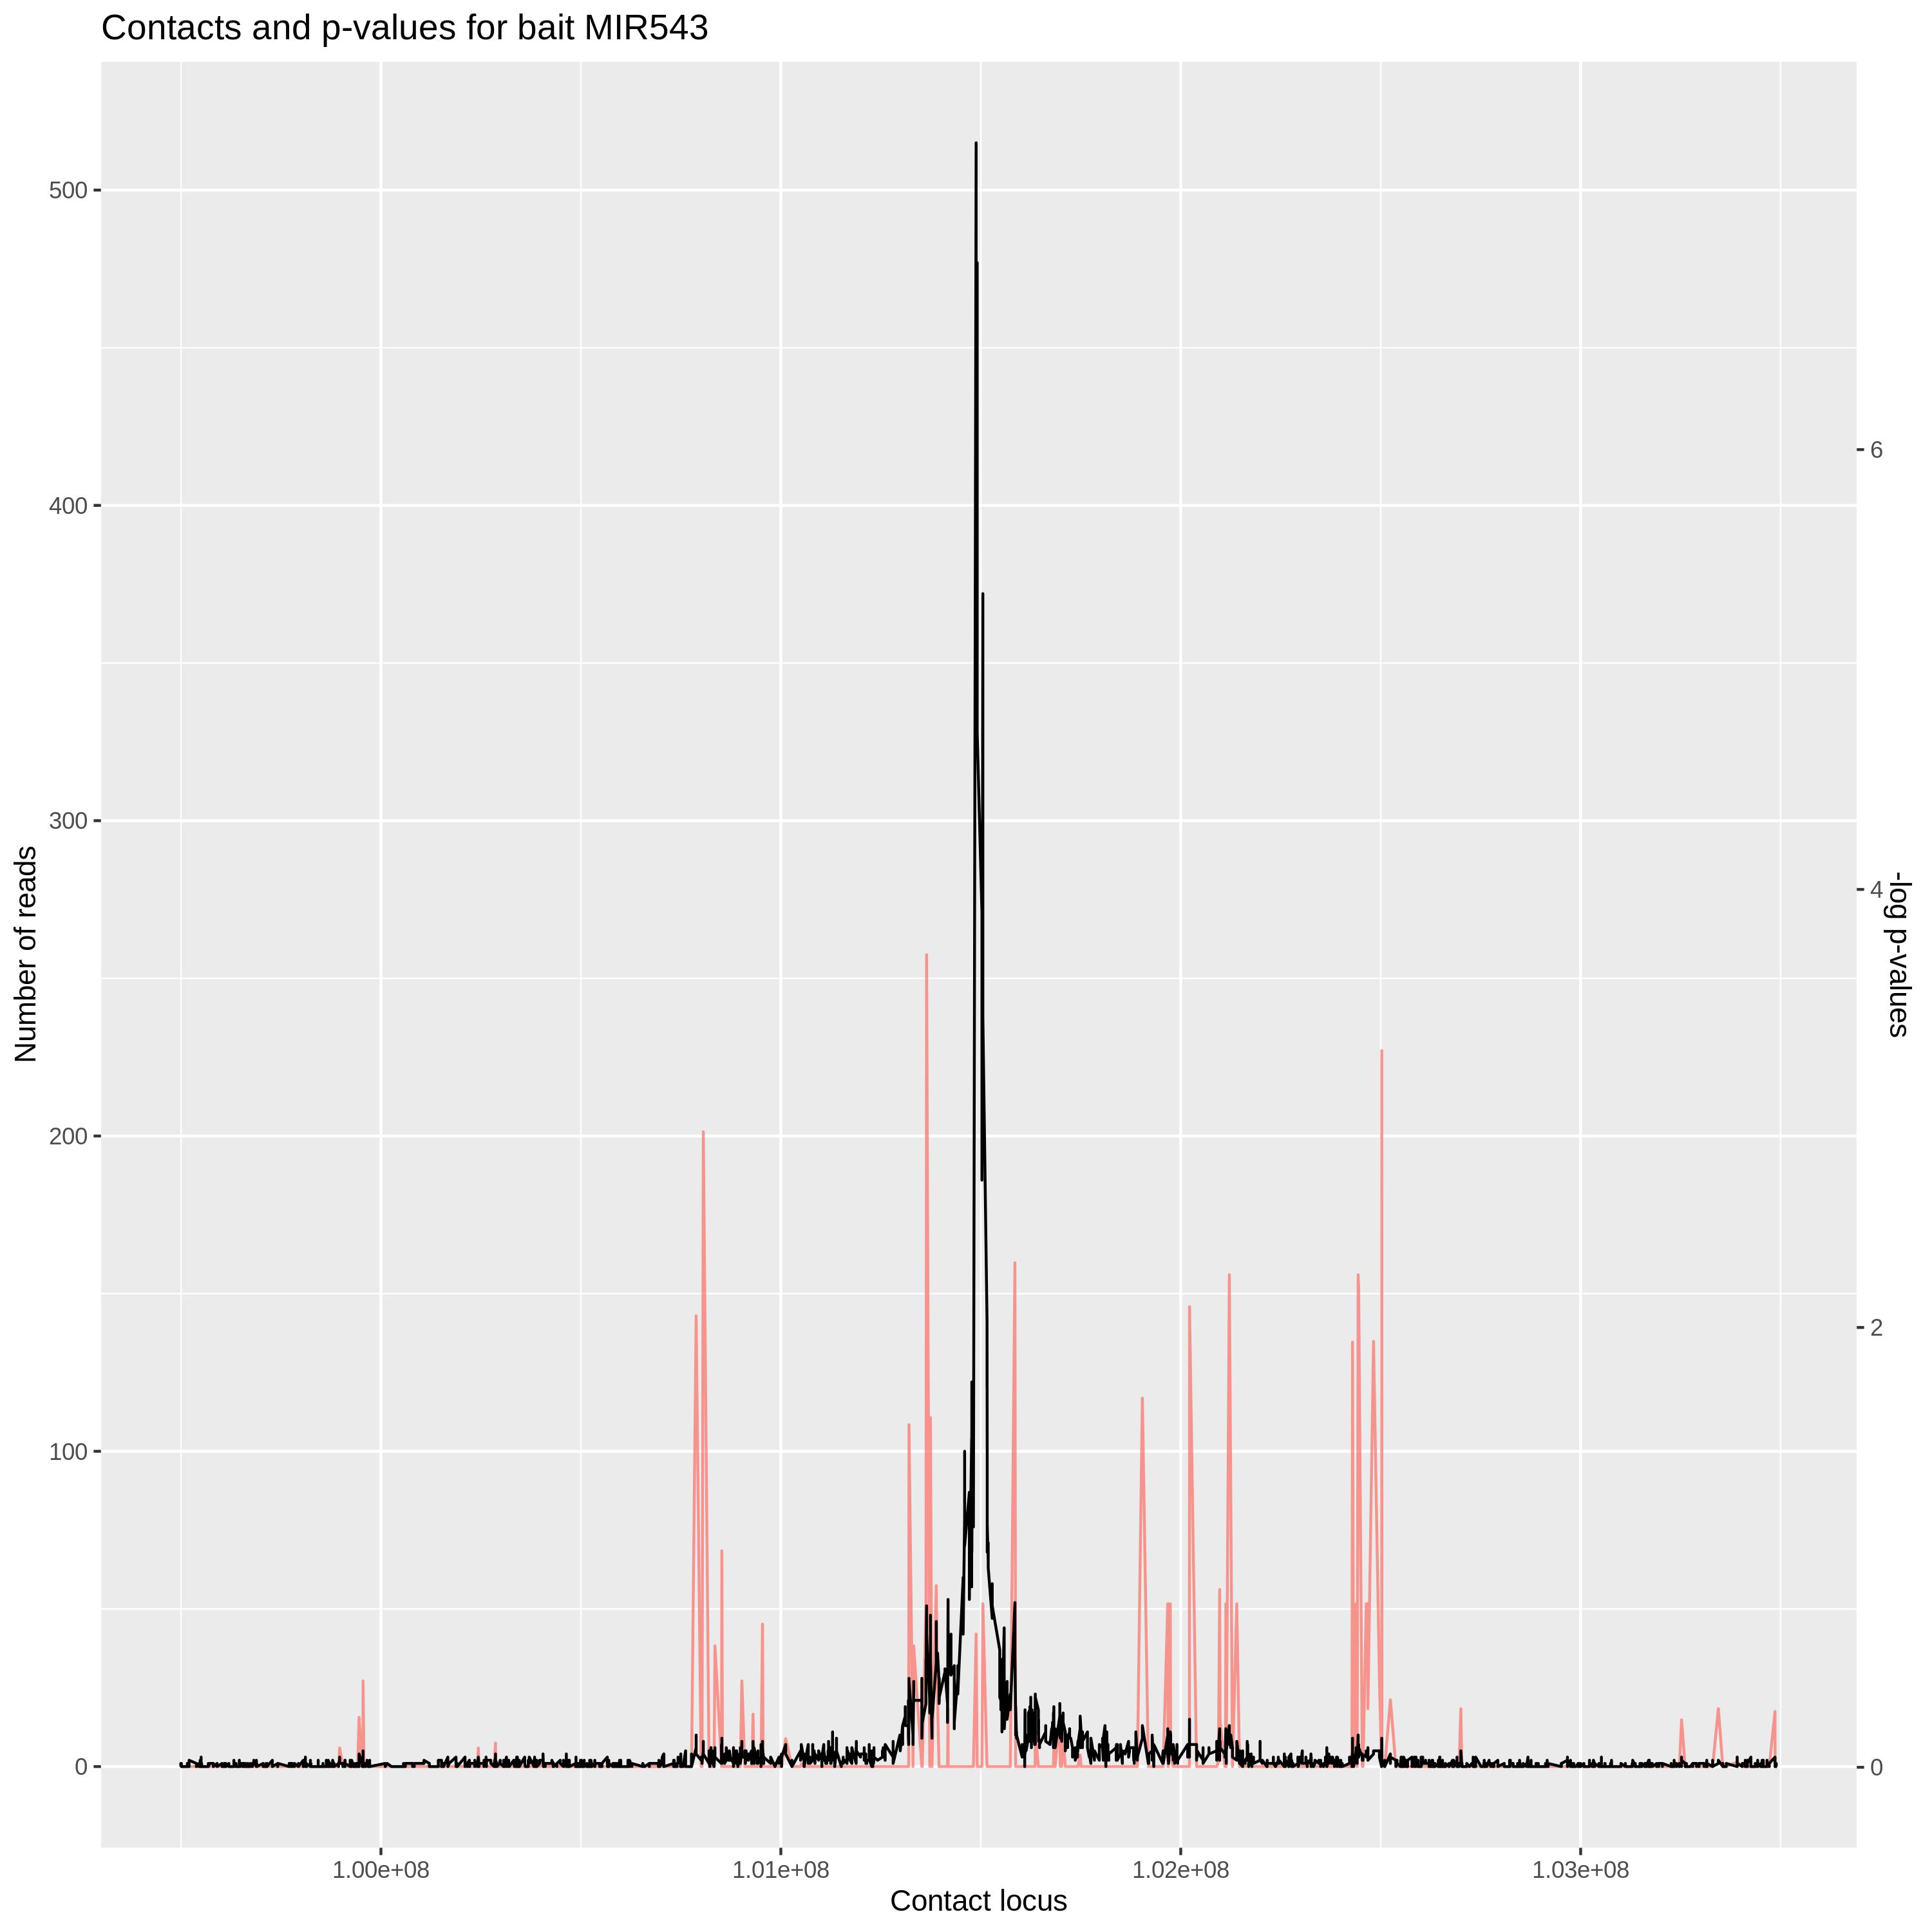 Contacts and p-values for bait MIR543
500
400
300
200
100
0
Number of reads
6
4
2
0
-log p-values
1.00e+08
1.01e+08
1.02e+08
1.03e+08
Contact locus